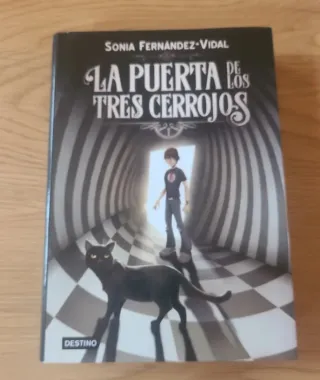 SONIA FERNÁNDEZ-VIDAL
LA PUERTA DE LOS
TRES CERROJOS
DESTINO